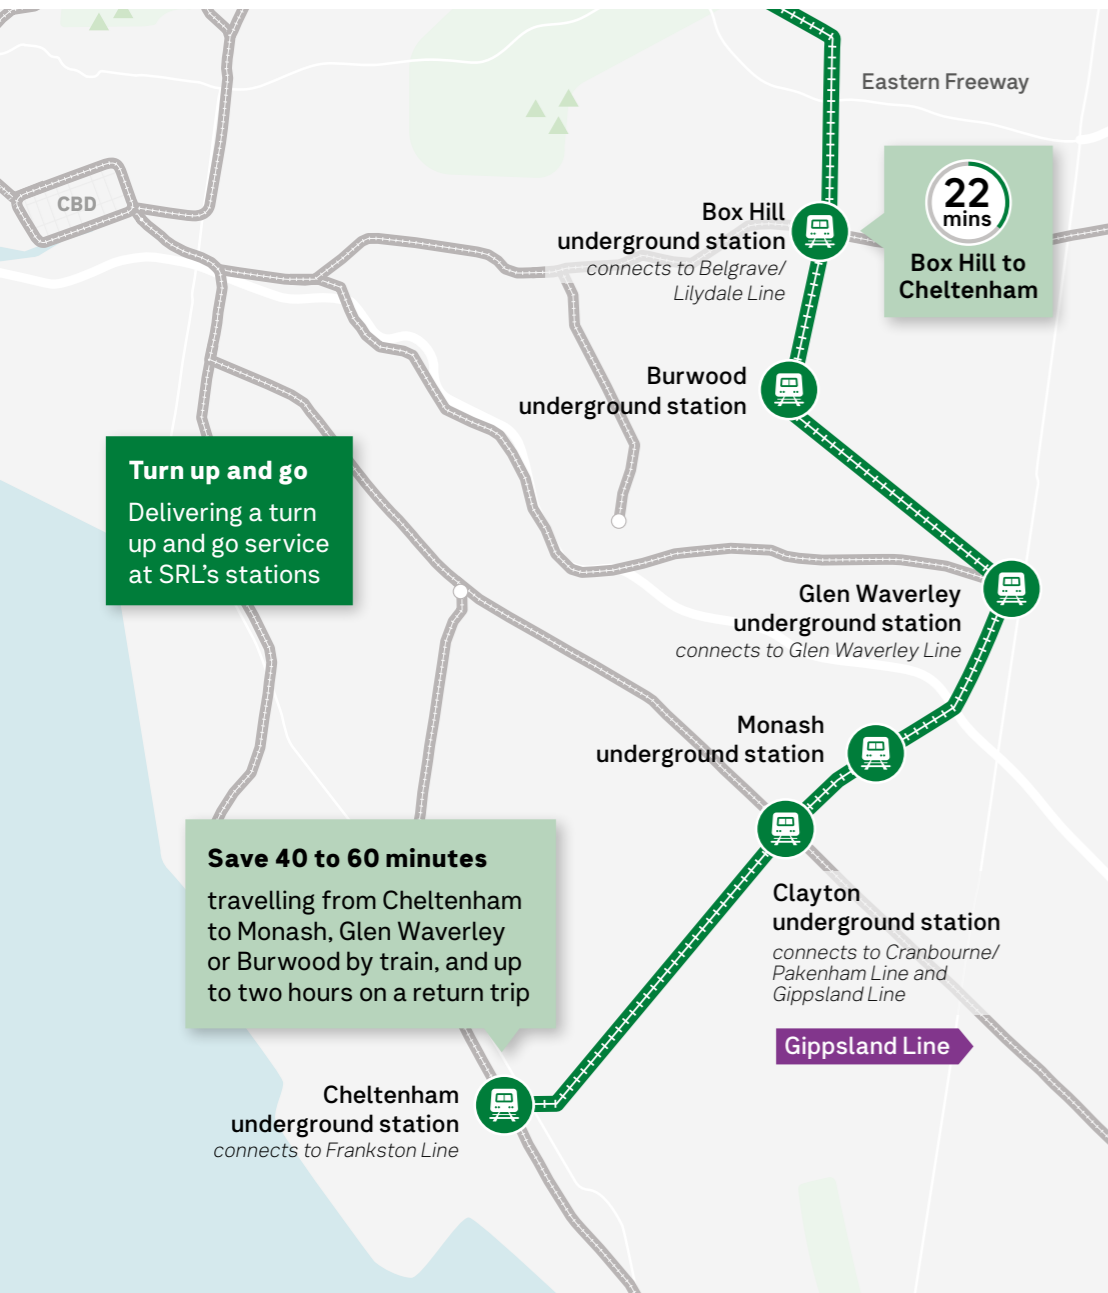 Eastern Freeway
CBD
22
mins
Box Hill to
Cheltenham
Box Hill
underground station
connects to Belgrave/
Lilydale Line
Burwood
underground station
Turn up and go
Delivering a turn
up and go service
at SRL’s stations
Glen Waverley
underground station
connects to Glen Waverley Line
Monash
underground station
Save 40 to 60 minutes
travelling from Cheltenham
to Monash, Glen Waverley
or Burwood by train, and up
to two hours on a return trip
Clayton
underground station
connects to Cranbourne/
Pakenham Line and
Gippsland Line
Gippsland Line
Cheltenham
underground station
connects to Frankston Line